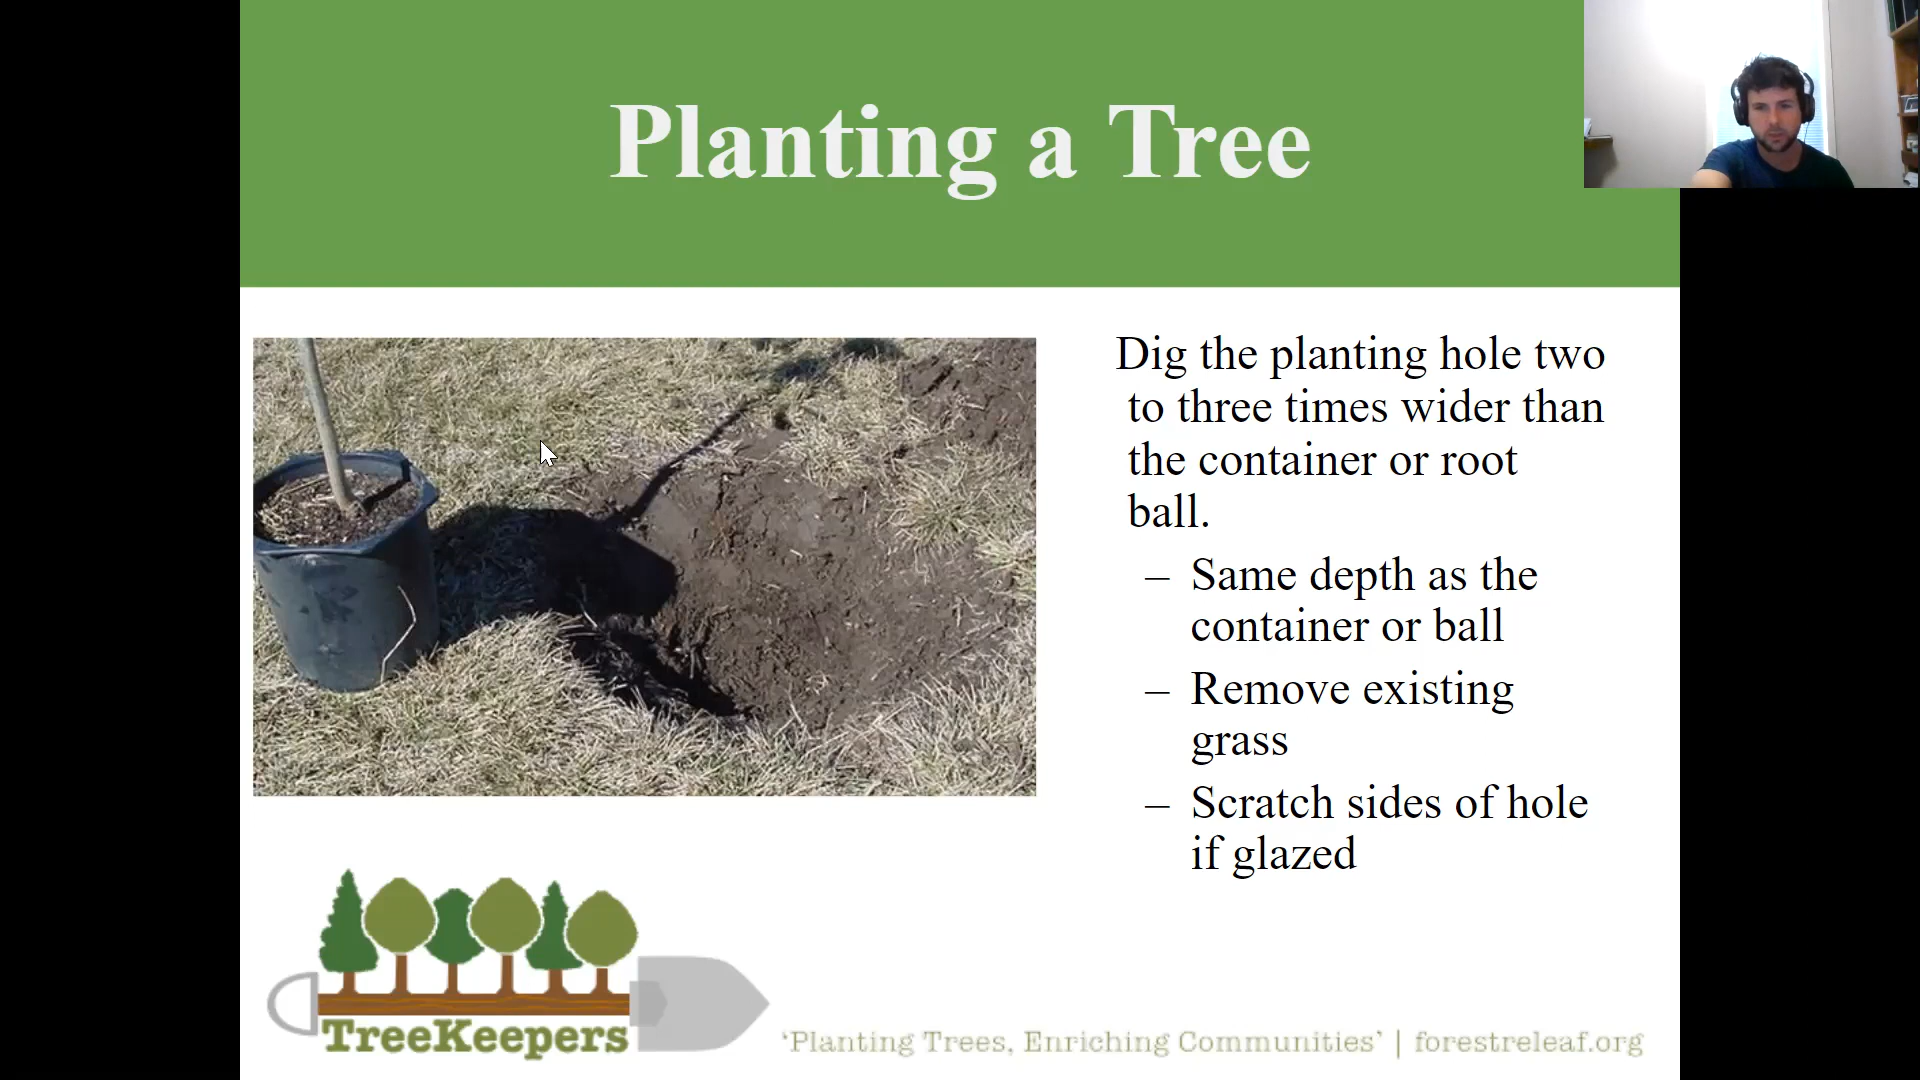 Planting a Tree
Dig the planting hole two
to three times wider than
the container or root
ball.
– Same depth as the
container or ball
– Remove existing
grass
– Scratch sides of hole
if glazed
TreeKeepers
‘Planting Trees, Enriching Communities’ | forestreleaf.org